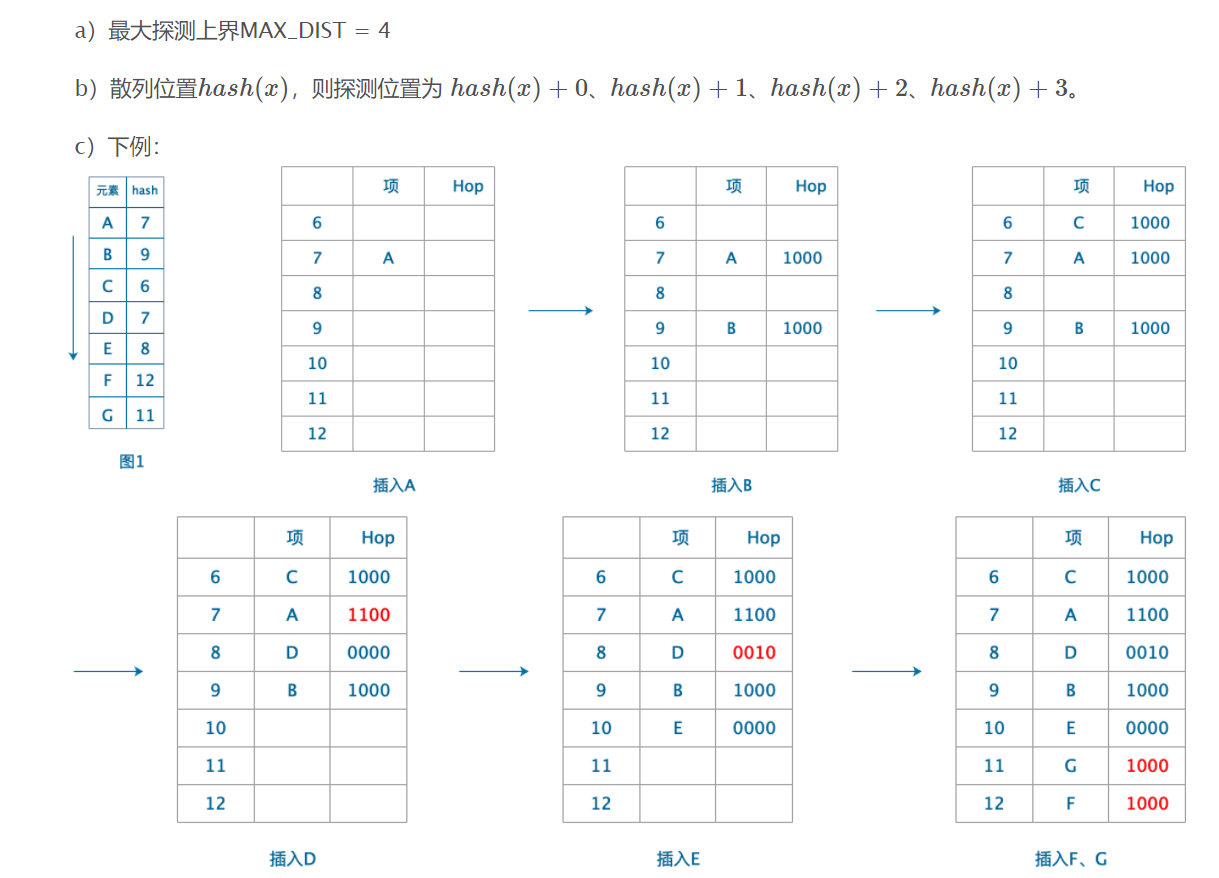 a）最大探测上界MAX_DIST = 4
b）散列位置hash(x)，则探测位置为 hash(x) + 0、hash(x) + 1、hash(x) + 2、hash(x) + 3。
c）下例：
元素 hash
A 7
B 9
C 6
D 7
E 8
F 12
G 11
图1
项 Hop
6
7 A
8
9
10
11
12
插入A
项 Hop
6
7 A 1000
8
9 B 1000
10
11
12
插入B
项 Hop
6 C 1000
7 A 1000
8
9 B 1000
10
11
12
插入C
项 Hop
6 C 1000
7 A 1100
8 D 0000
9 B 1000
10
11
12
插入D
项 Hop
6 C 1000
7 A 1100
8 D 0010
9 B 1000
10 E 0000
11
12
插入E
项 Hop
6 C 1000
7 A 1100
8 D 0010
9 B 1000
10 E 0000
11 G 1000
12 F 1000
插入F、G